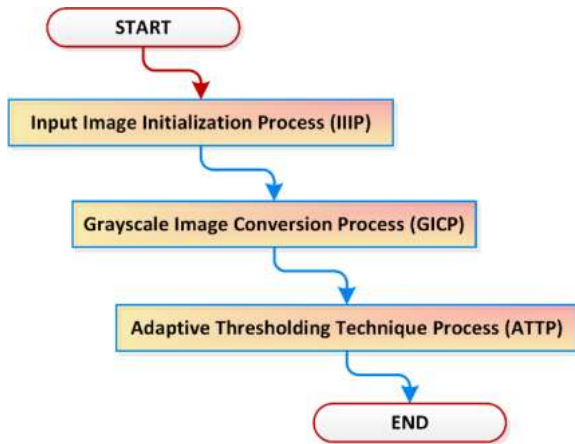 START
Input Image Initialization Process (IIIP)
Grayscale Image Conversion Process (GICP)
Adaptive Thresholding Technique Process (ATTP)
END